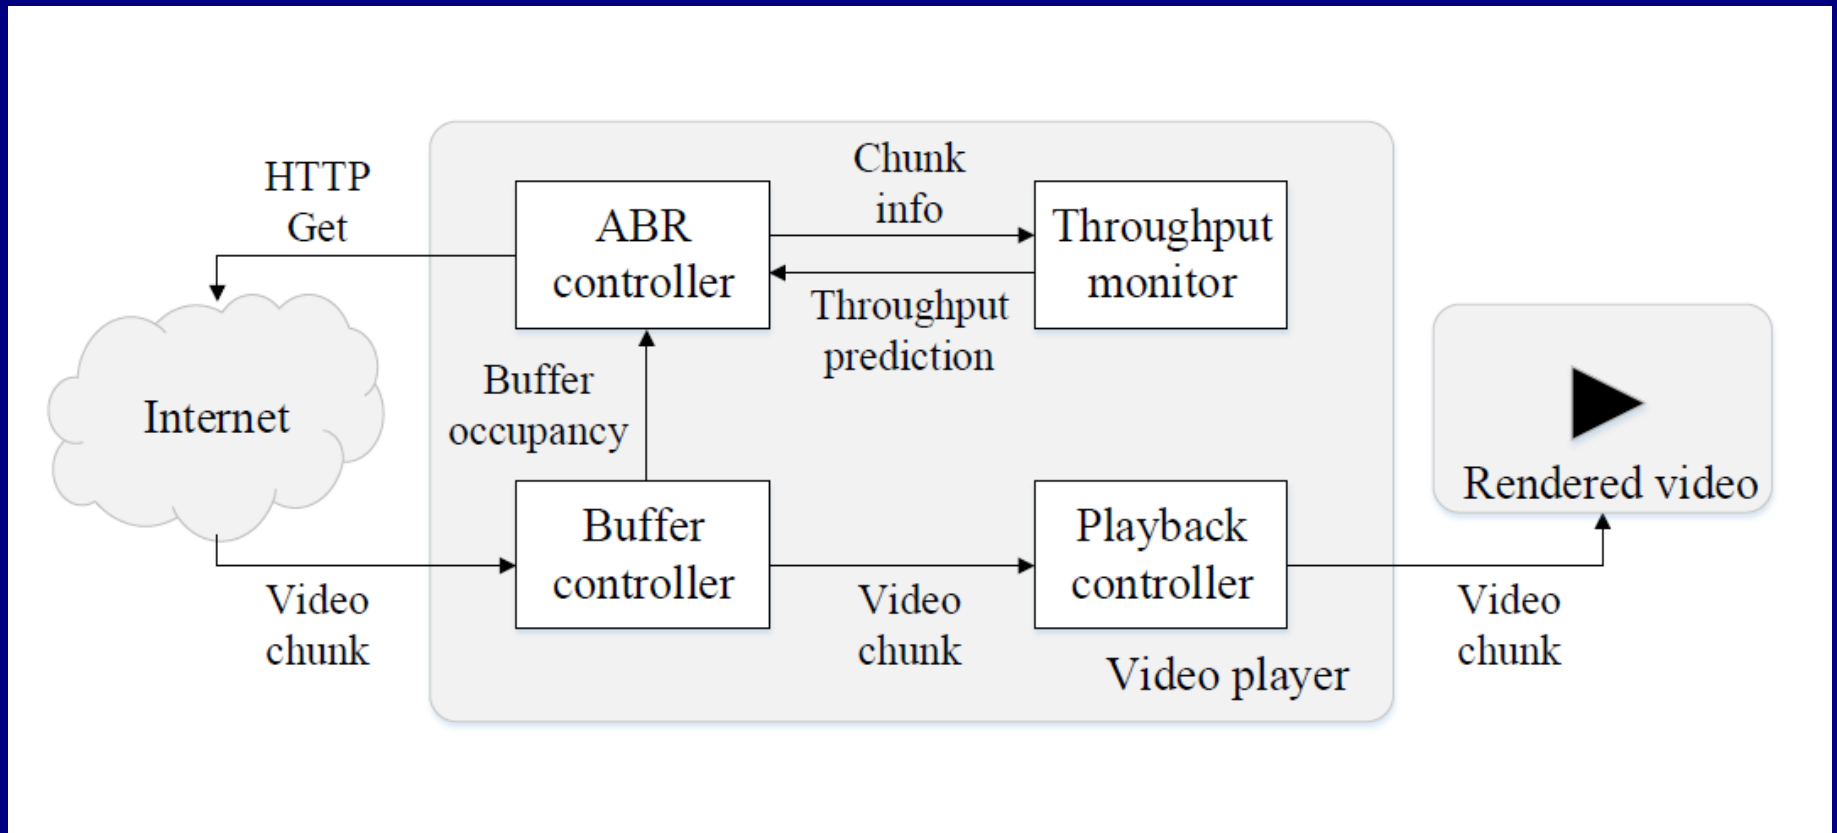 HTTP
Get
Chunk
info
ABR
controller
Throughput
monitor
Throughput
prediction
Buffer
occupancy
Internet
Rendered video
Buffer
controller
Playback
controller
Video
chunk
Video
chunk
Video
chunk
Video player